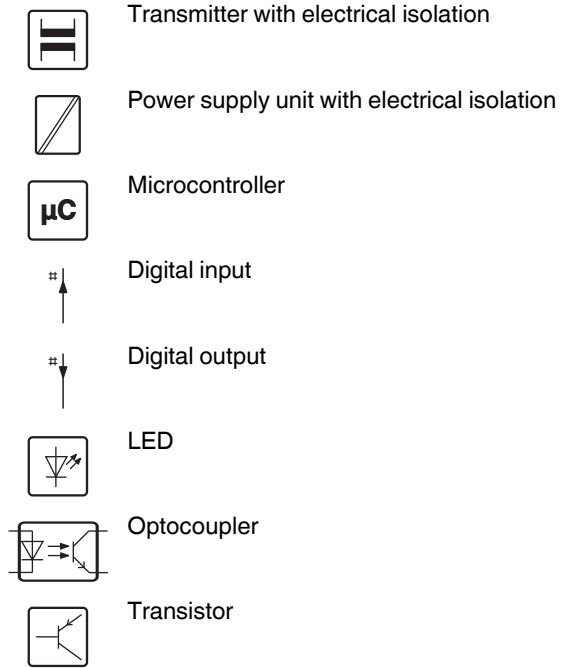 Transmitter with electrical isolation
Power supply unit with electrical isolation
µC
Microcontroller
#
Digital input
#
Digital output
LED
Optocoupler
Transistor